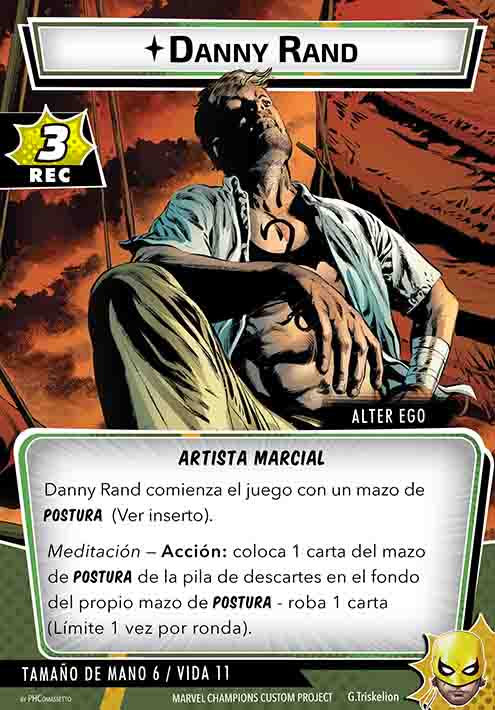 DANNY RAND
3
REC
ALTER EGO
ARTISTA MARCIAL
Danny Rand comienza el juego con un mazo de
POSTURA (Ver inserto).
Meditación – Acción: coloca 1 carta del mazo
de POSTURA de la pila de descartes en el fondo
del propio mazo de POSTURA - roba 1 carta
(Límite 1 vez por ronda).
TAMAÑO DE MANO 6 / VIDA 11
BY PHCOMASSETTO MARVEL CHAMPIONS CUSTOM PROJECT G.Triskelion